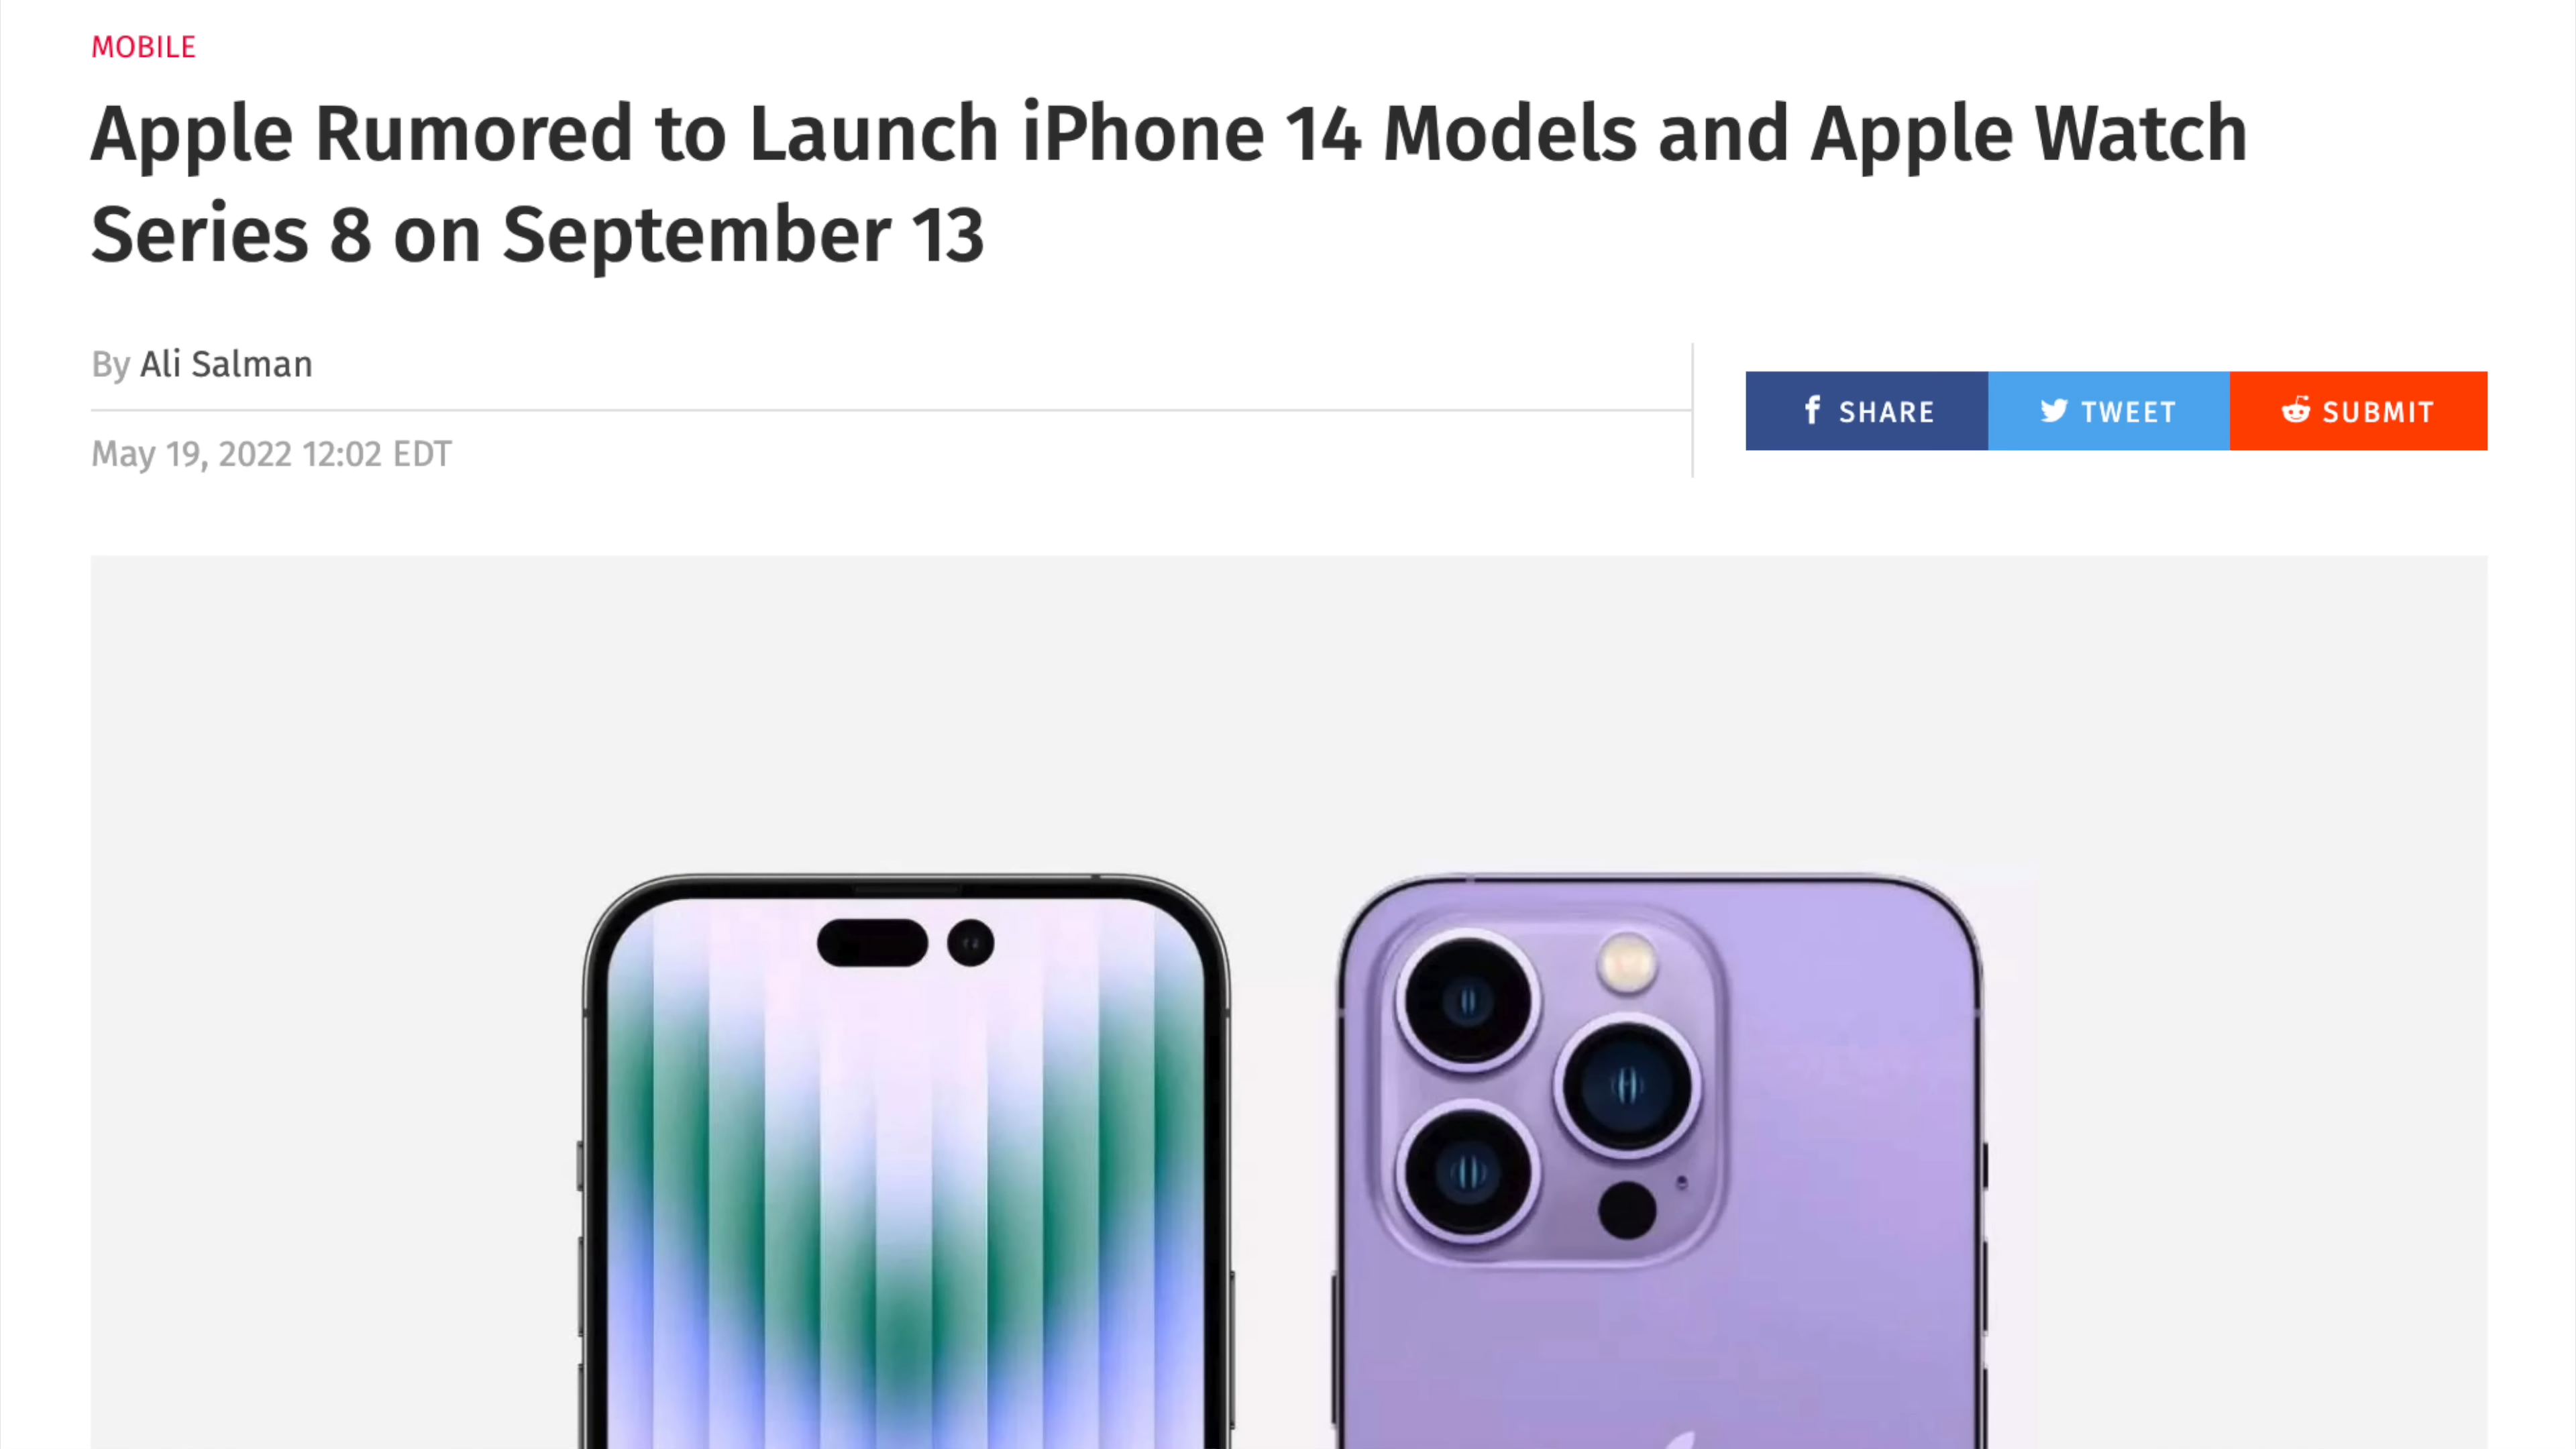 MOBILE
Apple Rumored to Launch iPhone 14 Models and Apple Watch
Series 8 on September 13
By Ali Salman
May 19, 2022 12:02 EDT
SHARE
TWEET
SUBMIT